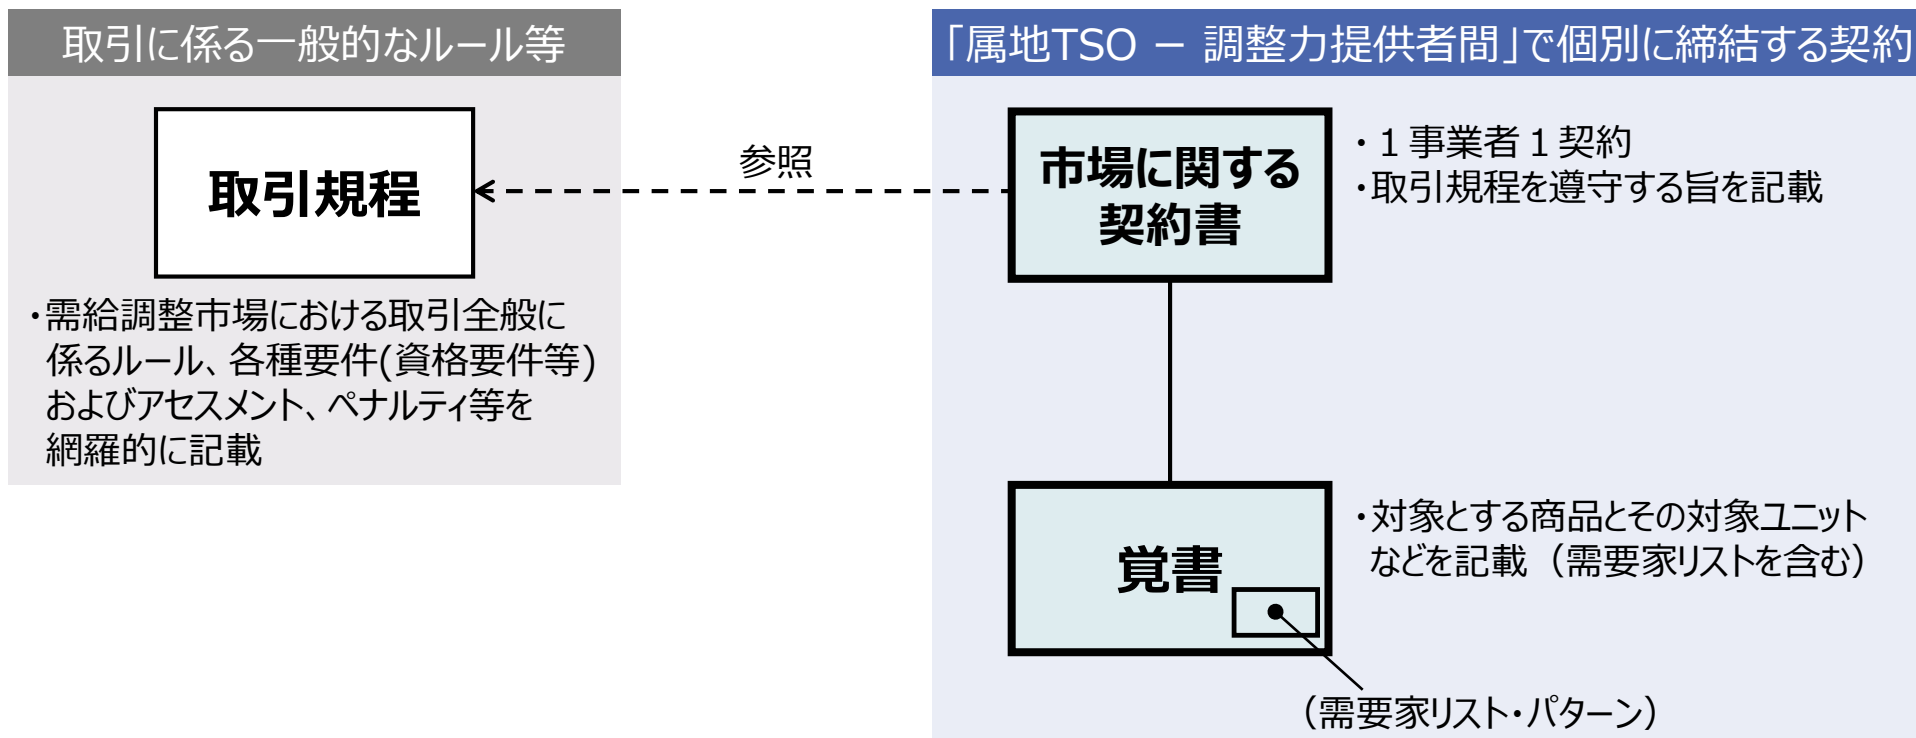 取引に係る一般的なルール等
取引規程
・需給調整市場における取引全般に
係るルール、各種要件(資格要件等)
およびアセスメント、ペナルティ等を
網羅的に記載
参照
「属地TSO － 調整力提供者間」で個別に締結する契約
市場に関する
契約書
・１事業者１契約
・取引規程を遵守する旨を記載
覚書
・対象とする商品とその対象ユニット
などを記載（需要家リストを含む）
（需要家リスト・パターン）